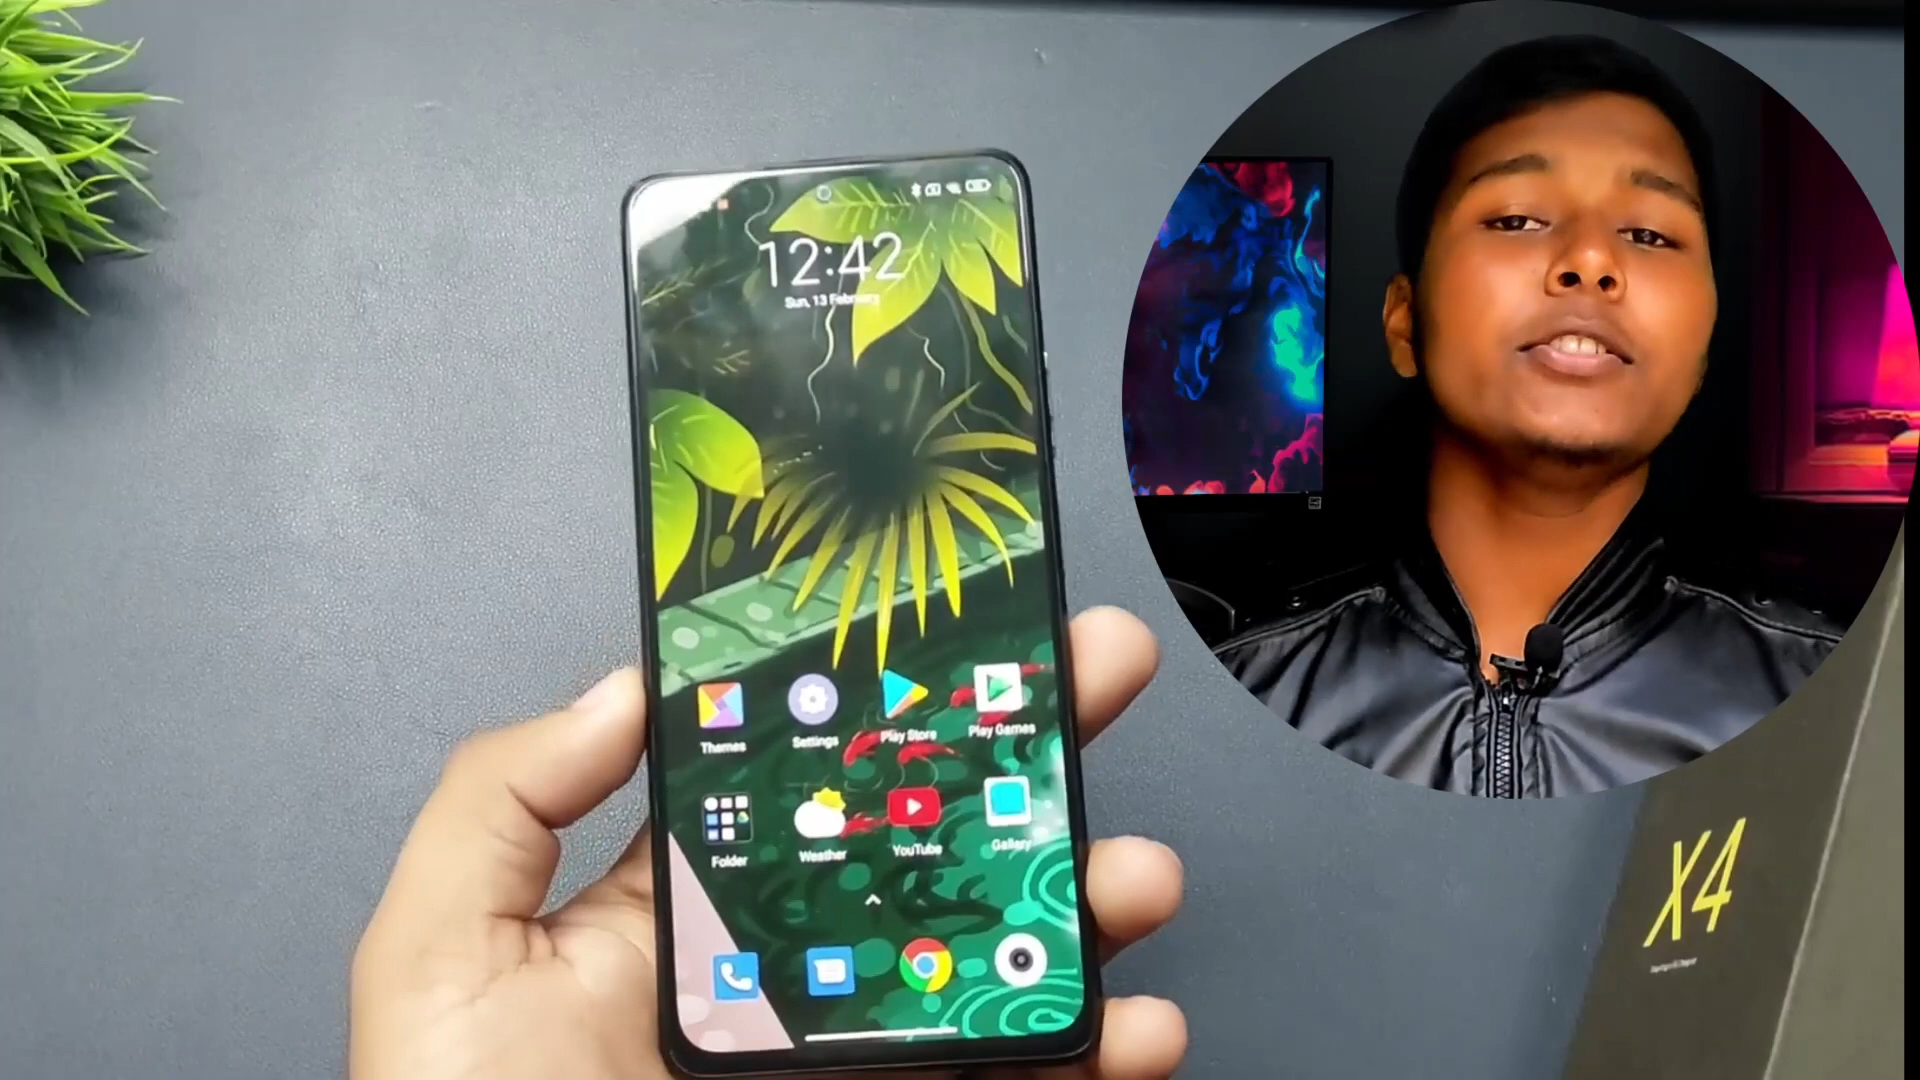 12:42
Sun, 13 February
Themes
Settings
Play Store
Play Games
Folder
Weather
YouTube
Gallery
X4